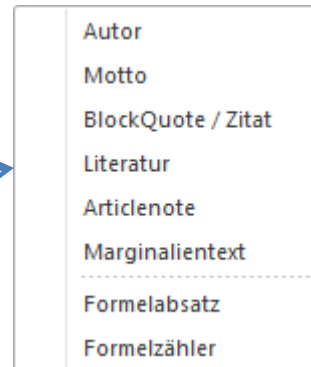 Autor
Motto
BlockQuote / Zitat
Literatur
Articlenote
Marginalientext
Formelabsatz
Formelzähler